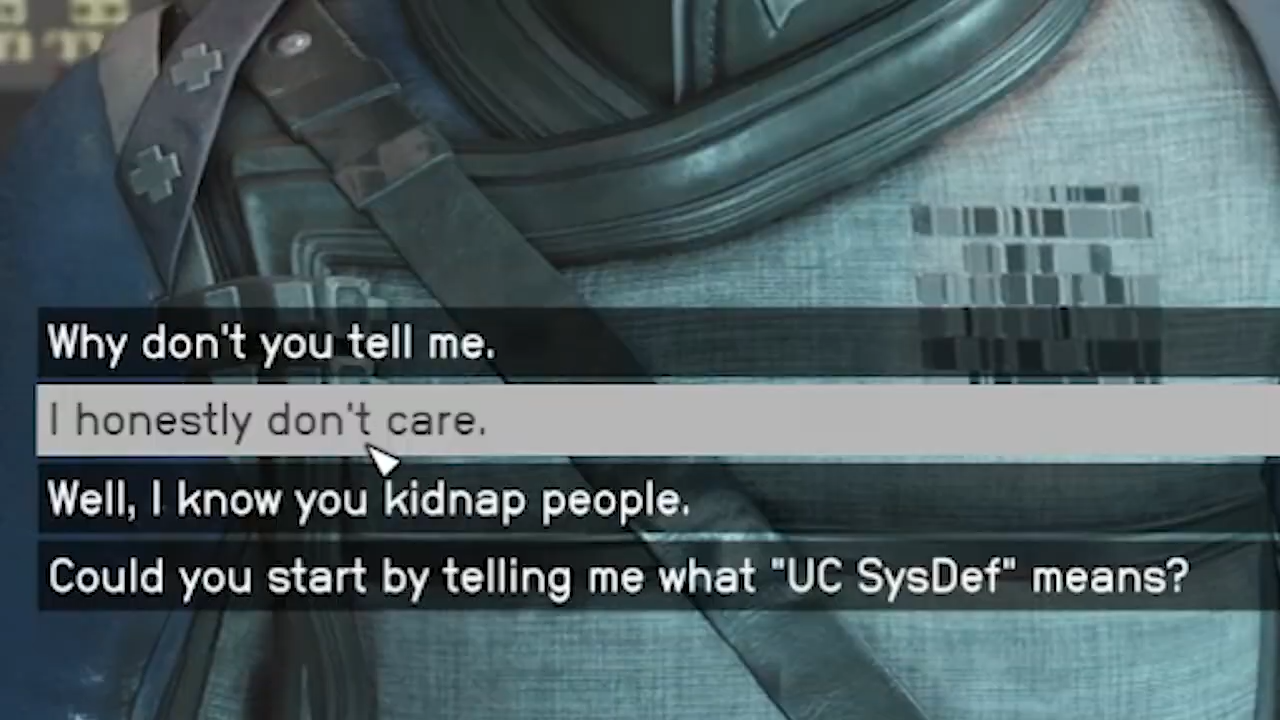 Why don't you tell me.
I honestly don't care.
Well, I know you kidnap people.
Could you start by telling me what "UC SysDef" means?